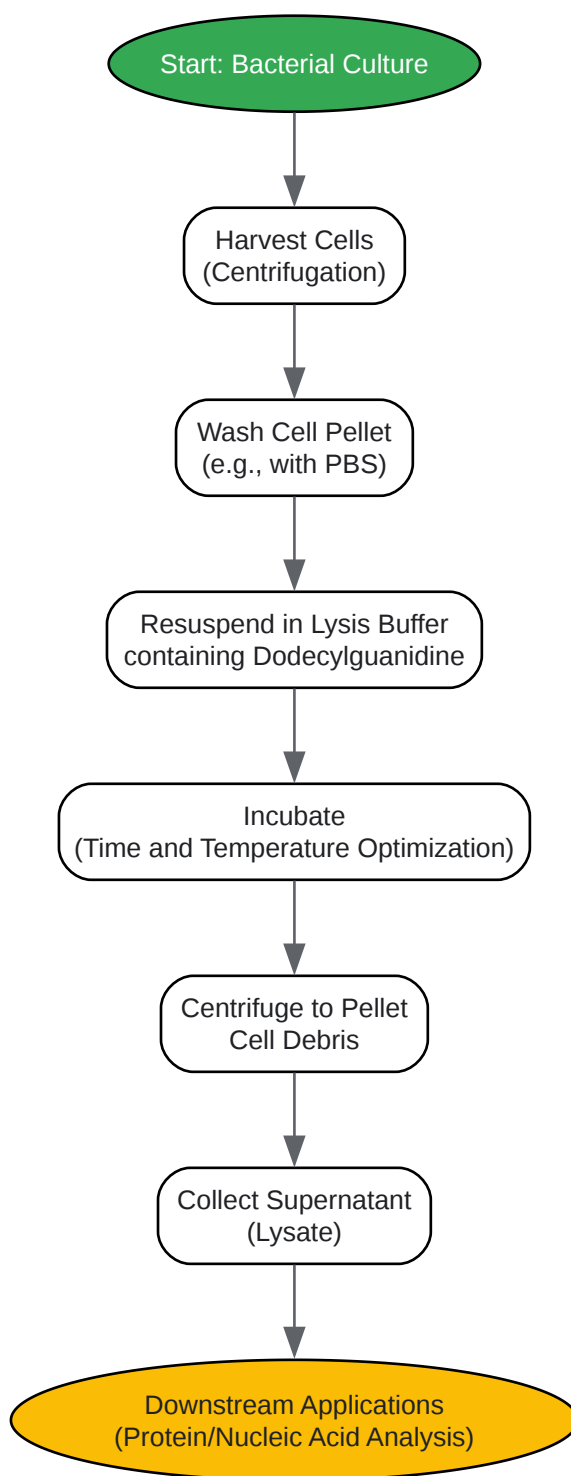 Start: Bacterial Culture
Harvest Cells
(Centrifugation)
Wash Cell Pellet
(e.g., with PBS)
Resuspend in Lysis Buffer
containing Dodecylguanidine
Incubate
(Time and Temperature Optimization)
Centrifuge to Pellet
Cell Debris
Collect Supernatant
(Lysate)
Downstream Applications
(Protein/Nucleic Acid Analysis)